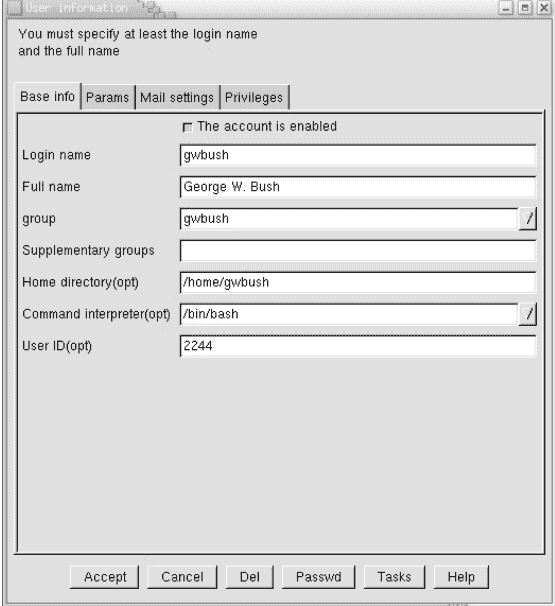 User information
You must specify at least the login name
and the full name
Base info Params Mail settings Privileges
The account is enabled
Login name gwbush
Full name George W. Bush
group gwbush
Supplementary groups
Home directory(opt) /home/gwbush
Command interpreter(opt) /bin/bash
User ID(opt) 2244
Accept Cancel Del Passwd Tasks Help